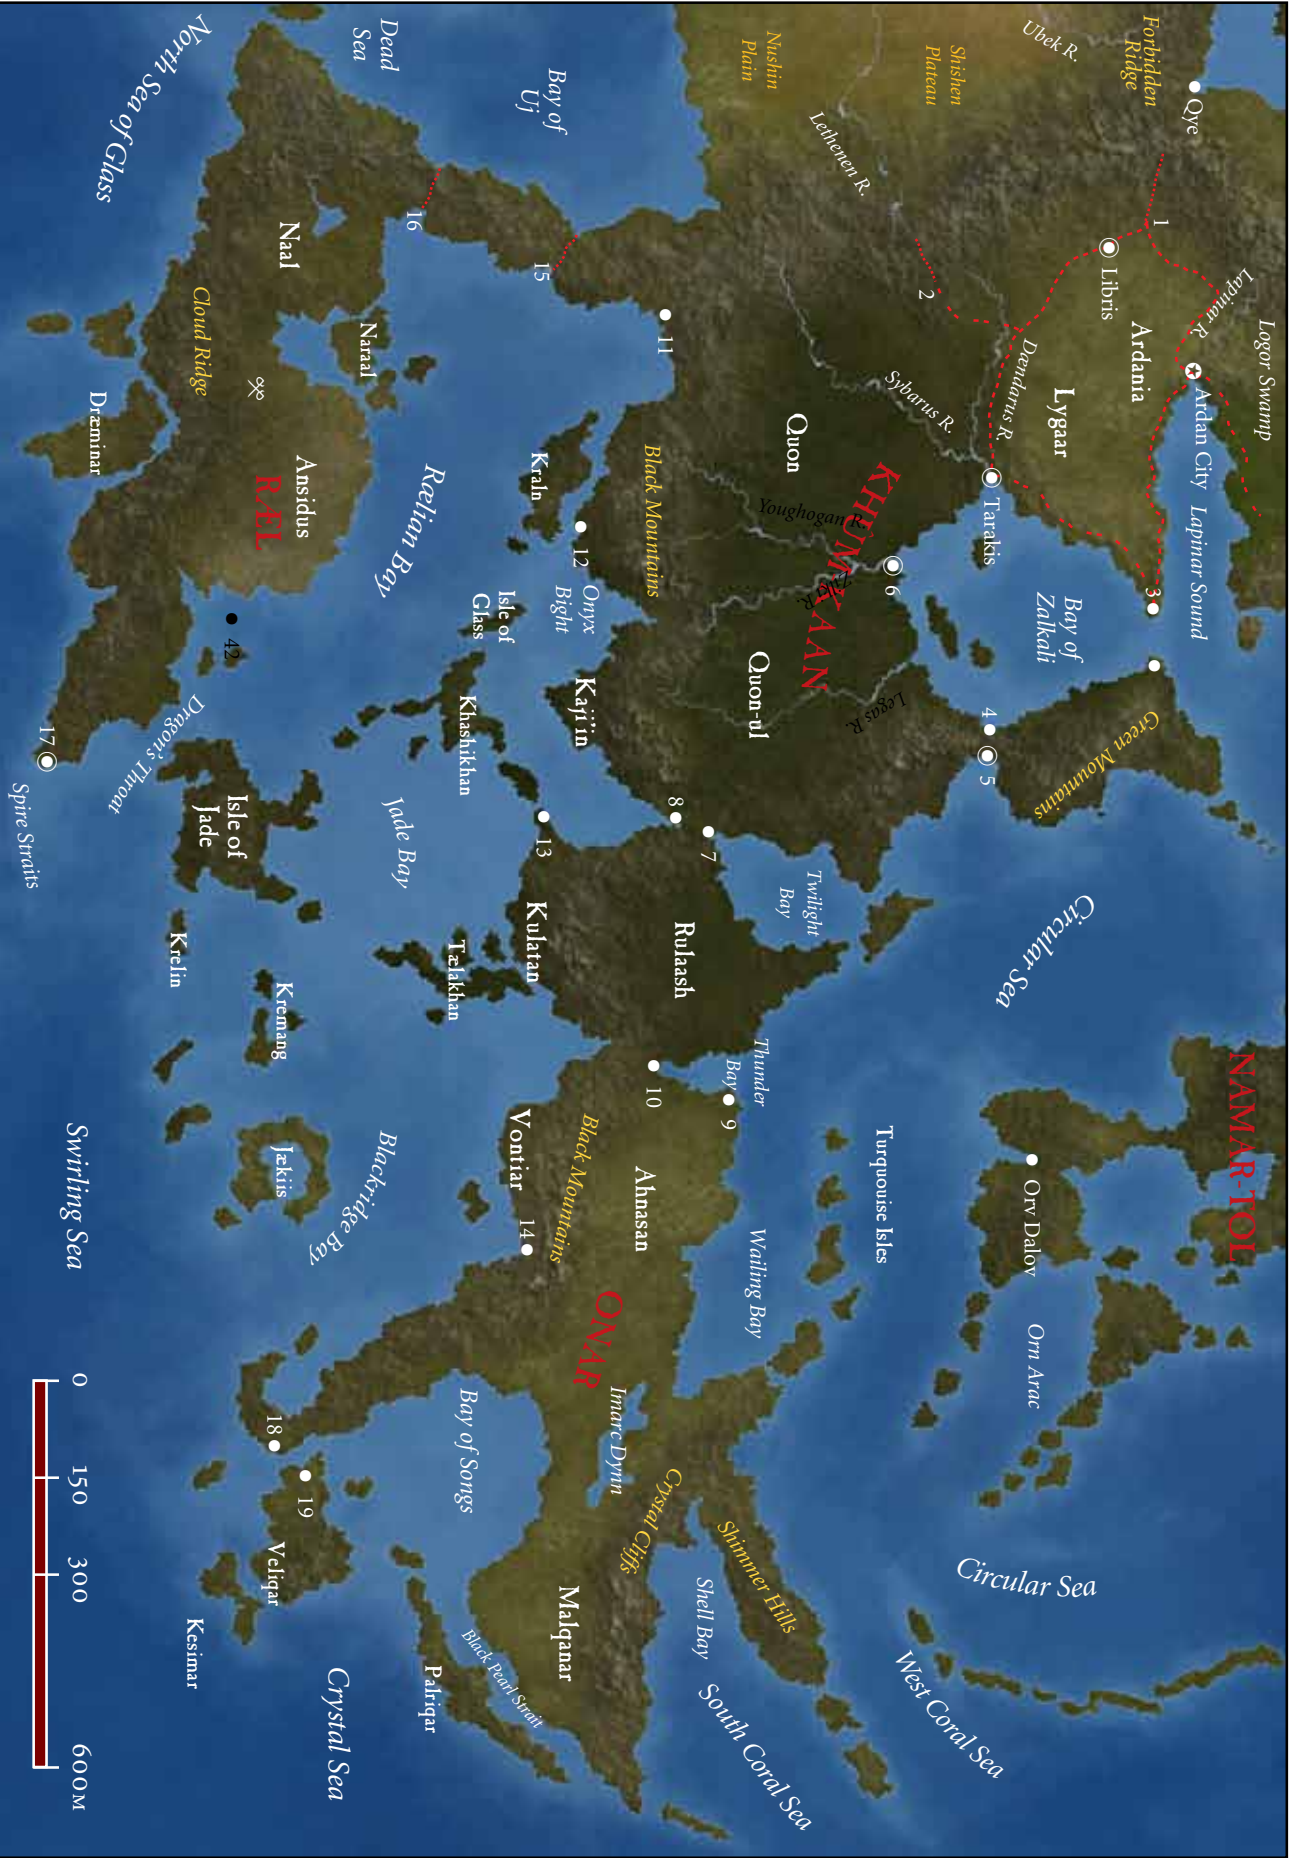 Logor Swamp
NAMAR-TOL
Lapinar R.
Qye
Ardan City
Lapinar Sound
Forbidden
Ridge
1
Ardania
3
Libris
Green Mountains
Bay of
Zalkali
Lygaar
Ubek R.
Dændarus R.
Circular Sea
Orv Dalov
Orn Arac
Circular Sea
Tarakis
4
5
Shishen
Plateau
2
Sybarus R.
6
West Coral Sea
KHÛMKAAN
Legas R.
Turquouise Isles
Lethenen R.
Zilki R.
Youghogan R.
Twilight
Bay
Quon
Nushin
Plain
Quon-ul
Thunder
Bay
Wailing Bay
9
Shimmer Hills
South Coral Sea
7
Shell Bay
Rulaash
8
11
Black Mountains
10
Ahnasan
Crystal Cliffs
Imarc Dynn
ONAR
Black Mountains
Onyx
Bight
12
Kaji'in
Malqanar
Bay of
Uj
15
Kraln
13
Kulatan
Vontiar
14
Isle of
Glass
Khashikhan
Tælakhan
Bay of Songs
Black Pearl Strait
Rælian Bay
Palriqar
16
Jade Bay
Blackridge Bay
Dead
Sea
Naraal
Crystal Sea
Naal
Ansidus
RÆL
19
Kremang
Jækiis
18
Veliqar
42
Isle of
Jade
Cloud Ridge
Dragon's Throat
Krelin
Kesimar
North Sea of Glass
Dræminar
Swirling Sea
17
Spire Straits
0
150
300
600M